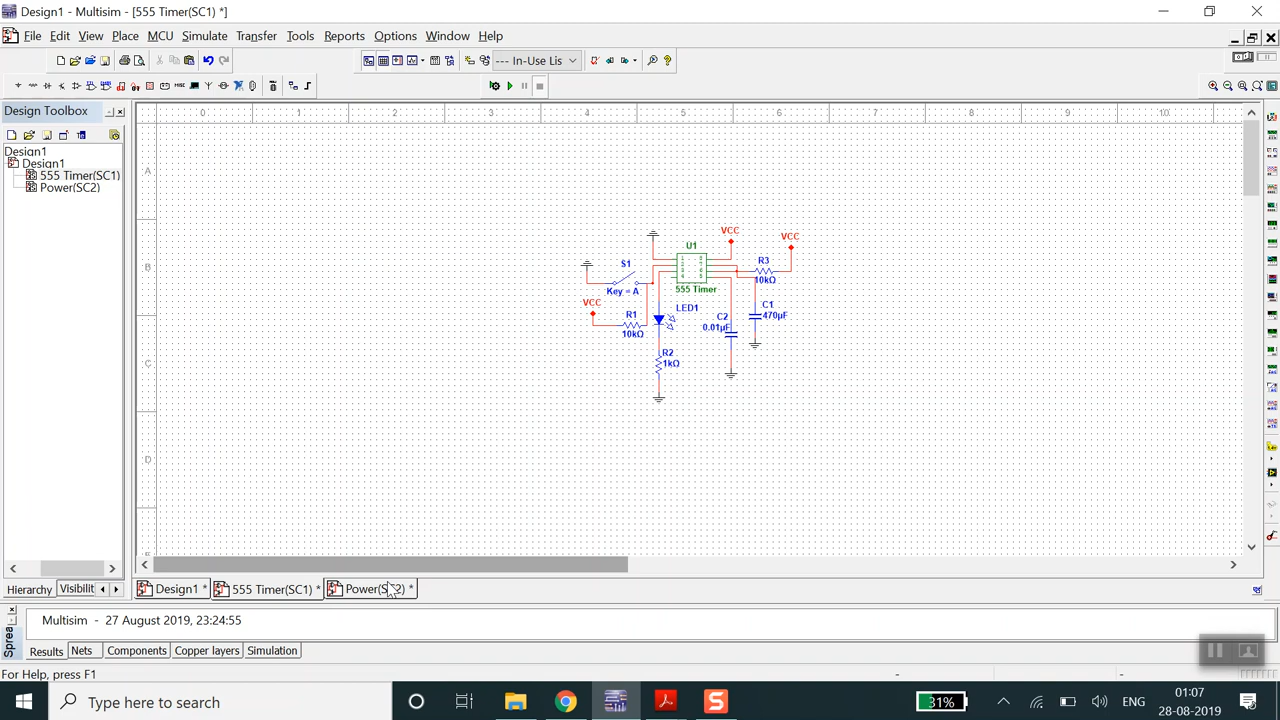 Design1 - Multisim - [555 Timer(SC1) *]
File Edit View Place MCU Simulate Transfer Tools Reports Options Window Help
--- In-Use Lis
Design Toolbox
0 1 2 3 4 5 6 7 8 9 10
Design1
Design1
555 Timer(SC1)
Power(SC2)
A
B
C
D
VCC
VCC
U1
S1
R3
10kΩ
Key = A
555 Timer
VCC
LED1
C1
470µF
R1
10kΩ
C2
0.01µF
R2
1kΩ
Hierarchy Visibilit
Design1 * 555 Timer(SC1) * Power(SC2) *
Multisim - 27 August 2019, 23:24:55
Sprea
Results Nets Components Copper layers Simulation
For Help, press F1
- -
Type here to search
31%
ENG
01:07
28-08-2019